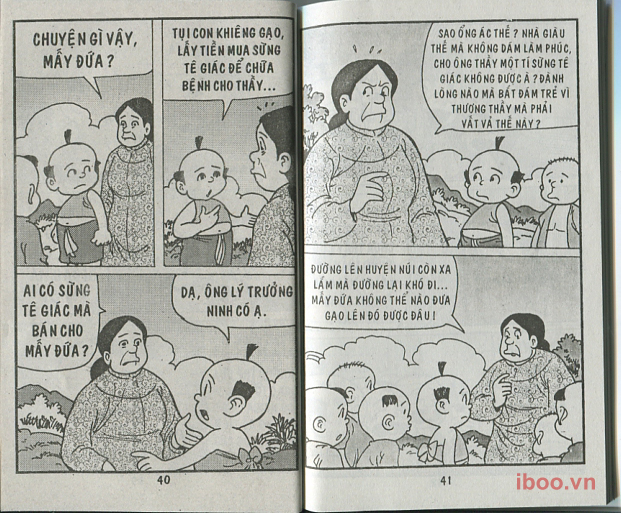 CHUYỆN GÌ VẬY,
MẤY ĐỨA ?
TỤI CON KHIÊNG GẠO,
LẤY TIỀN MUA SỪNG
TÊ GIÁC ĐỂ CHỮA
BỆNH CHO THẦY...
AI CÓ SỪNG
TÊ GIÁC MÀ
BÁN CHO
MẤY ĐỨA ?
DẠ, ÔNG LÝ TRƯỞNG
NINH CÓ Ạ.
40
SAO ỔNG ÁC THẾ ? NHÀ GIÀU
THẾ MÀ KHÔNG DÁM LÀM PHÚC,
CHO ÔNG THẦY MỘT TÍ SỪNG TÊ
GIÁC KHÔNG ĐƯỢC À ? ĐÀNH
LÒNG NÀO MÀ BẮT ĐÁM TRẺ VÌ
THƯƠNG THẦY MÀ PHẢI
VẤT VẢ THẾ NÀY ?
ĐƯỜNG LÊN HUYỆN NÚI CÒN XA
LẮM MÀ ĐƯỜNG LẠI KHÓ ĐI...
MẤY ĐỨA KHÔNG THỂ NÀO ĐƯA
GẠO LÊN ĐÓ ĐƯỢC ĐÂU !
41
iboo.vn